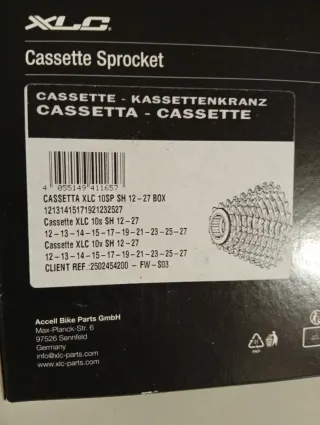 XLC
Cassette Sprocket
CASSETTE - KASSETTENKRANZ
CASSETTA - CASSETTE
4 055149 411657
CASSETTA XLC 10SP SH 12-27 BOX
12131415171921232527
Cassette XLC 10s SH 12-27
12-13-14-15-17-19-21-23-25-27
Cassette XLC 10v SH 12-27
12-13-14-15-17-19-21-23-25-27
CLIENT REF.:2502454200 - FW-S03
Accell Bike Parts GmbH
Max-Planck-Str. 6
97526 Sennfeld
Germany
info@xlc-parts.com
www.xlc-parts.com
PAP